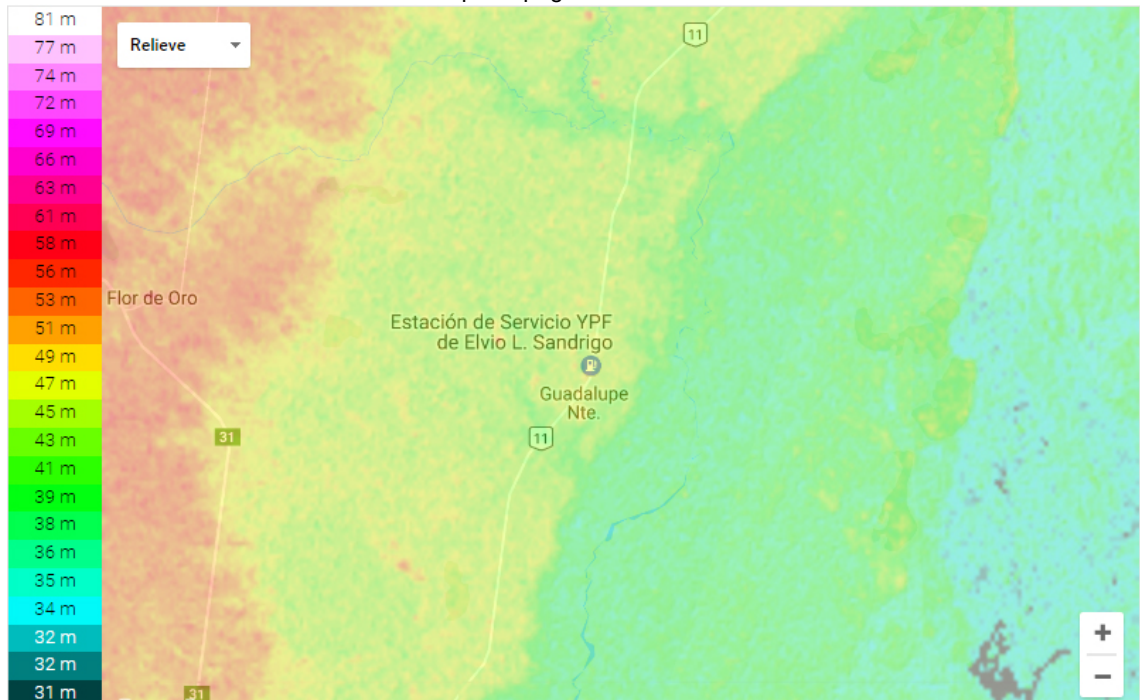 81 m
77 m
74 m
72 m
69 m
66 m
63 m
61 m
58 m
56 m
53 m
51 m
49 m
47 m
45 m
43 m
41 m
39 m
38 m
36 m
35 m
34 m
32 m
32 m
31 m
Relieve
11
Flor de Oro
Estación de Servicio YPF
de Elvio L. Sandrigo
Guadalupe
Nte.
31
11
31
+
−